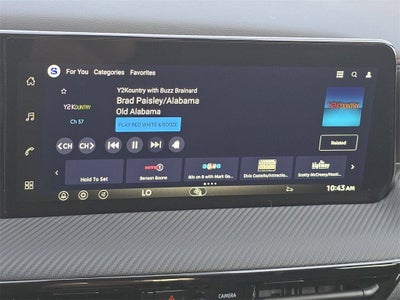 For You Categories Favorites
Y2Kountry with Buzz Brainard
Brad Paisley/Alabama
Old Alabama
Y2KOUNTRY
Ch 57
PLAY RED WHITE & BOOZE
Related
<CH CH>
Hold To Set
Benson Boone
80s on 8 with Mark Go...
Elvis Costello/Attractio...
Scotty McCreery/Hooti...
LO
10:43 AM
CAMERA